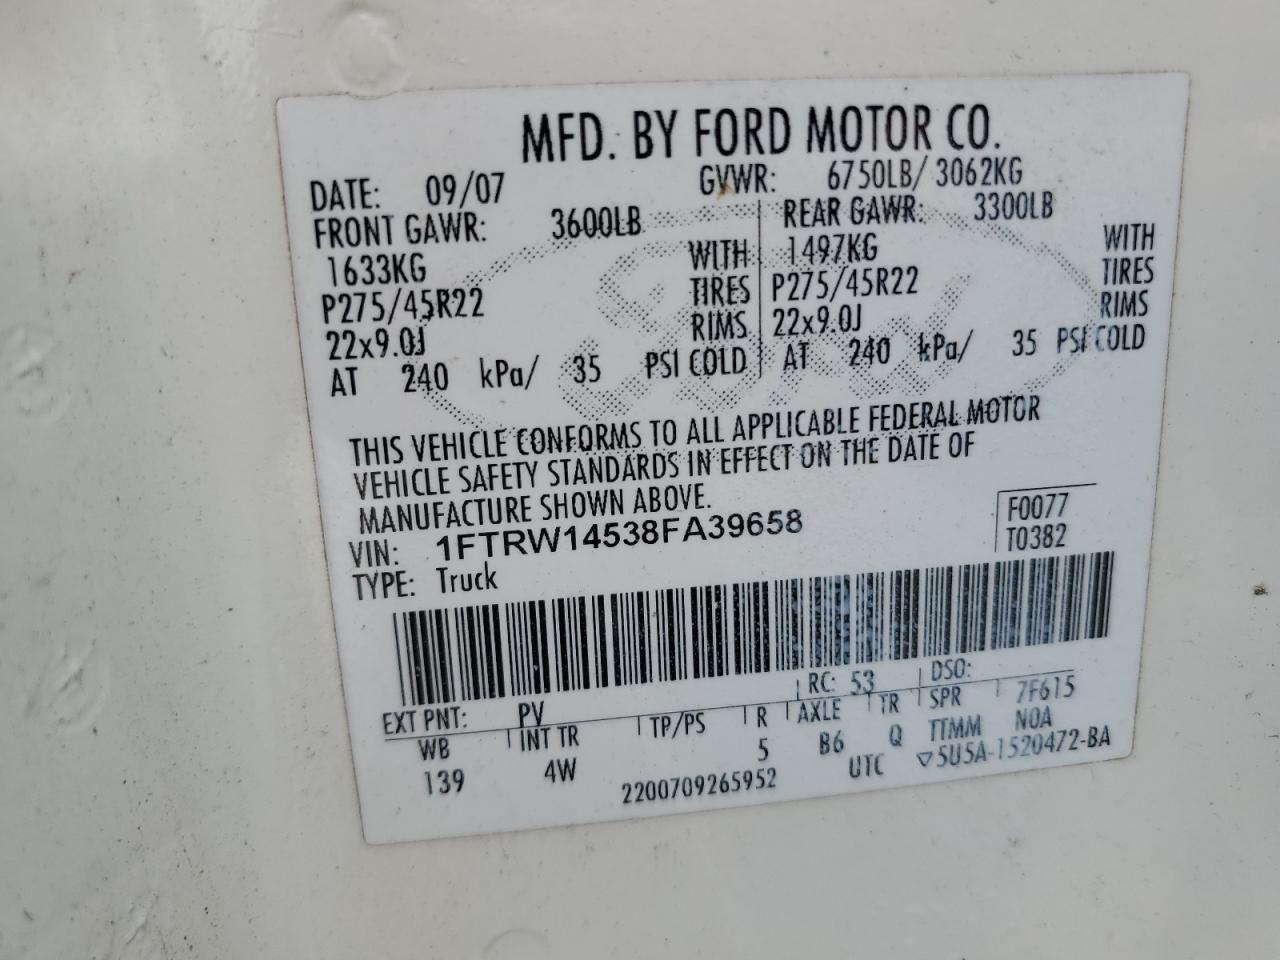 MFD. BY FORD MOTOR CO.
DATE: 09/07 GVWR: 6750LB/ 3062KG
FRONT GAWR: 3600LB REAR GAWR: 3300LB
1633KG WITH 1497KG WITH
P275/45R22 TIRES P275/45R22 TIRES
22x9.0J RIMS 22x9.0J RIMS
AT 240 kPa/ 35 PSI COLD AT 240 kPa/ 35 PSI COLD
THIS VEHICLE CONFORMS TO ALL APPLICABLE FEDERAL MOTOR
VEHICLE SAFETY STANDARDS IN EFFECT ON THE DATE OF
MANUFACTURE SHOWN ABOVE.
VIN: 1FTRW14538FA39658 F0077
TYPE: Truck T0382
EXT PNT: PV RC: 53 DSO:
WB INT TR TP/PS R AXLE TR SPR 7F615
139 4W 5 B6 Q TTMM N0A
2200709265952 UTC ▽5U5A-1520472-BA